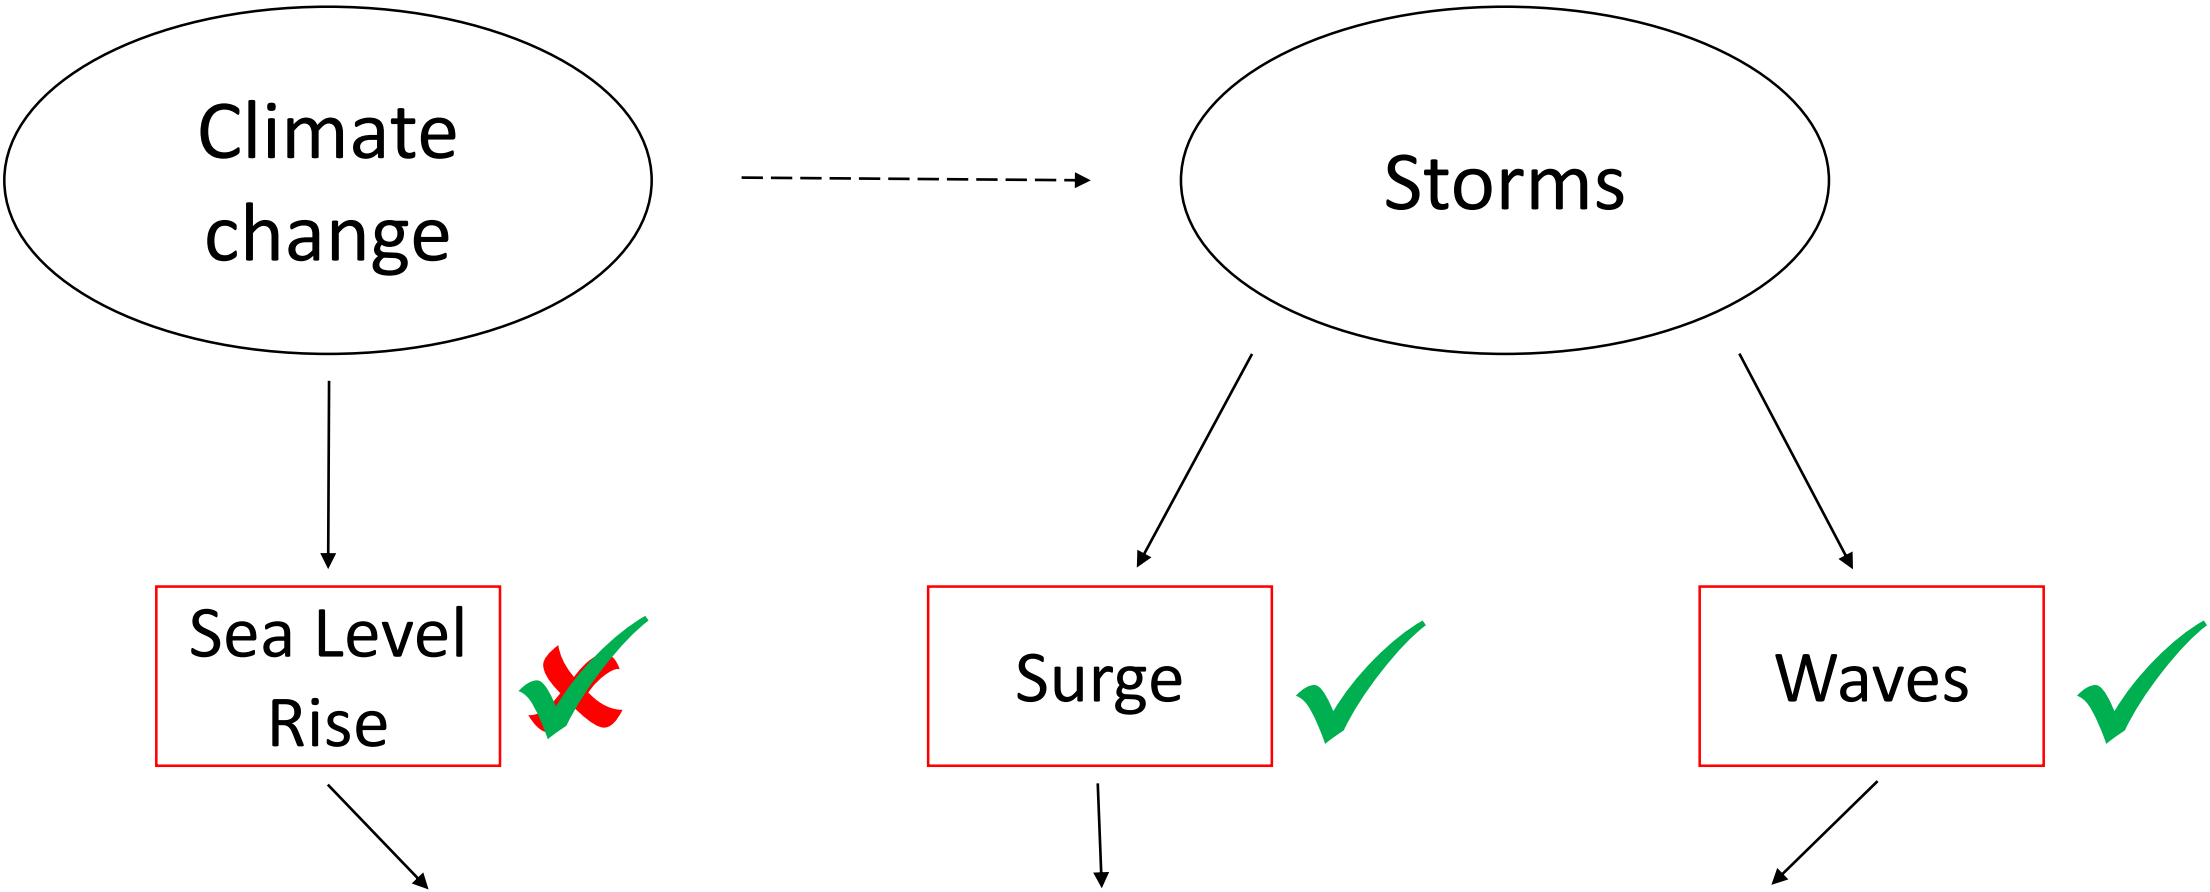 Climate
change
Storms
Sea Level
Rise
Surge
Waves